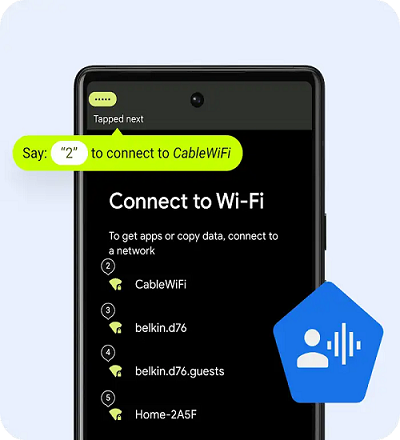 Tapped next
Say: "2" to connect to CableWiFi
Connect to Wi-Fi
To get apps or copy data, connect to
a network
2
CableWiFi
3
belkin.d76
4
belkin.d76.guests
5
Home-2A5F